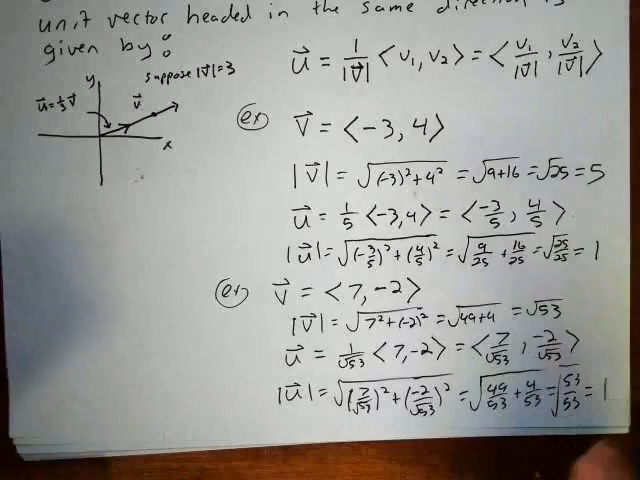 unit vector headed in the same direction is
given by:
u⃗ = 1/|v⃗| <v₁, v₂> = <v₁/|v⃗|, v₂/|v⃗|>
suppose |v⃗|=3
y
u⃗=⅓v⃗
v⃗
x
ex v⃗ = <-3, 4>
|v⃗| = √((-3)²+4²) = √(9+16) = √25 = 5
u⃗ = 1/5 <-3,4> = <-3/5, 4/5>
|u⃗| = √((-3/5)²+(4/5)²) = √(9/25 + 16/25) = √(25/25) = 1
ex v⃗ = <7, -2>
|v⃗| = √(7²+(-2)²) = √(49+4) = √53
u⃗ = 1/√53 <7,-2> = <7/√53, -2/√53>
|u⃗| = √((7/√53)²+(-2/√53)²) = √(49/53 + 4/53) = √(53/53) = 1